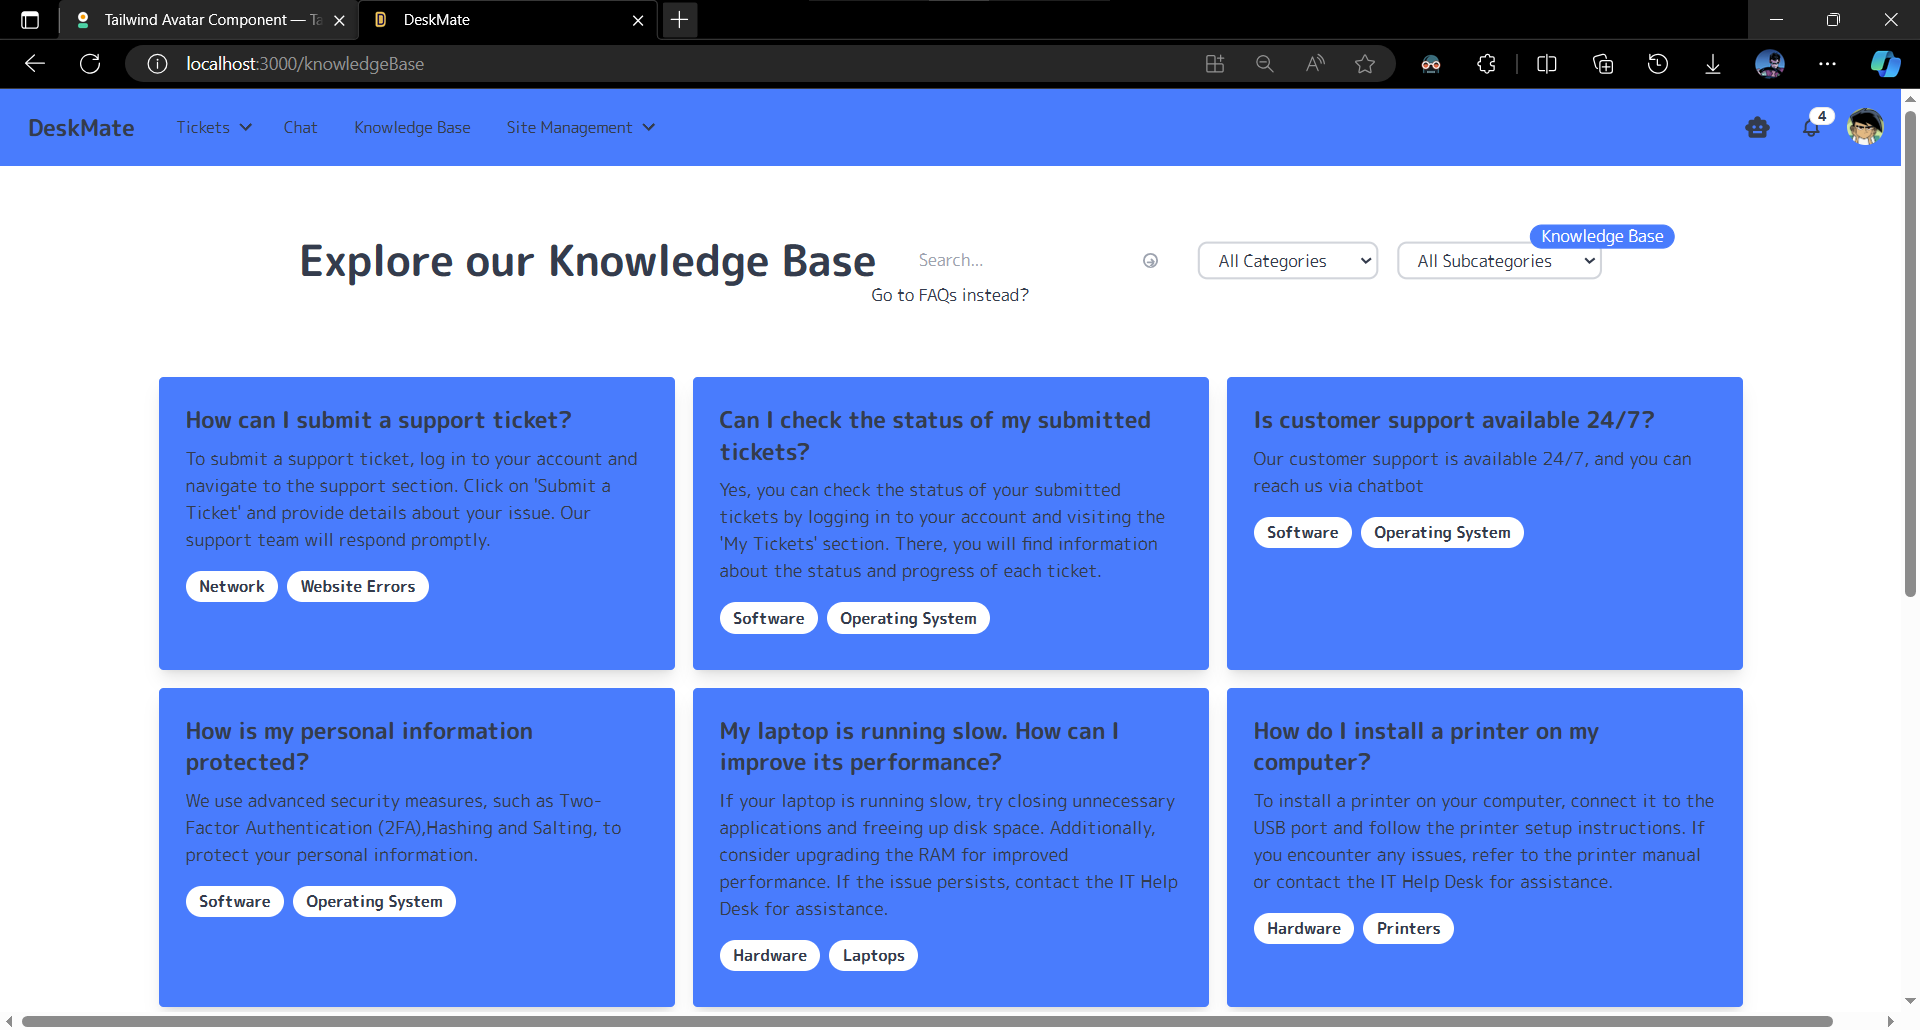 Tailwind Avatar Component — Ta
DeskMate
localhost:3000/knowledgeBase
DeskMate
Tickets
Chat
Knowledge Base
Site Management
4
Knowledge Base
Explore our Knowledge Base
Search...
All Categories
All Subcategories
Go to FAQs instead?
How can I submit a support ticket?
To submit a support ticket, log in to your account and
navigate to the support section. Click on 'Submit a
Ticket' and provide details about your issue. Our
support team will respond promptly.
Network
Website Errors
Can I check the status of my submitted
tickets?
Yes, you can check the status of your submitted
tickets by logging in to your account and visiting the
'My Tickets' section. There, you will find information
about the status and progress of each ticket.
Software
Operating System
Is customer support available 24/7?
Our customer support is available 24/7, and you can
reach us via chatbot
Software
Operating System
How is my personal information
protected?
We use advanced security measures, such as Two-
Factor Authentication (2FA),Hashing and Salting, to
protect your personal information.
Software
Operating System
My laptop is running slow. How can I
improve its performance?
If your laptop is running slow, try closing unnecessary
applications and freeing up disk space. Additionally,
consider upgrading the RAM for improved
performance. If the issue persists, contact the IT Help
Desk for assistance.
Hardware
Laptops
How do I install a printer on my
computer?
To install a printer on your computer, connect it to the
USB port and follow the printer setup instructions. If
you encounter any issues, refer to the printer manual
or contact the IT Help Desk for assistance.
Hardware
Printers